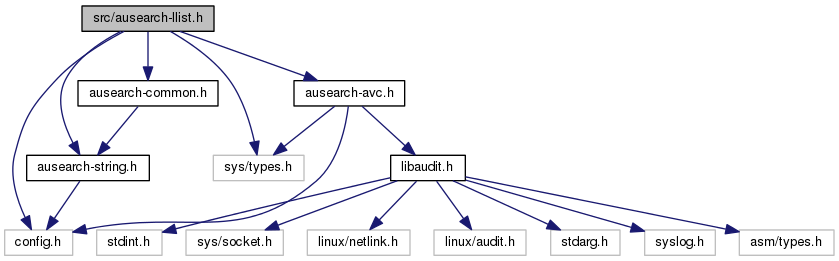 src/ausearch-llist.h
ausearch-common.h
ausearch-avc.h
ausearch-string.h
sys/types.h
libaudit.h
config.h
stdint.h
sys/socket.h
linux/netlink.h
linux/audit.h
stdarg.h
syslog.h
asm/types.h